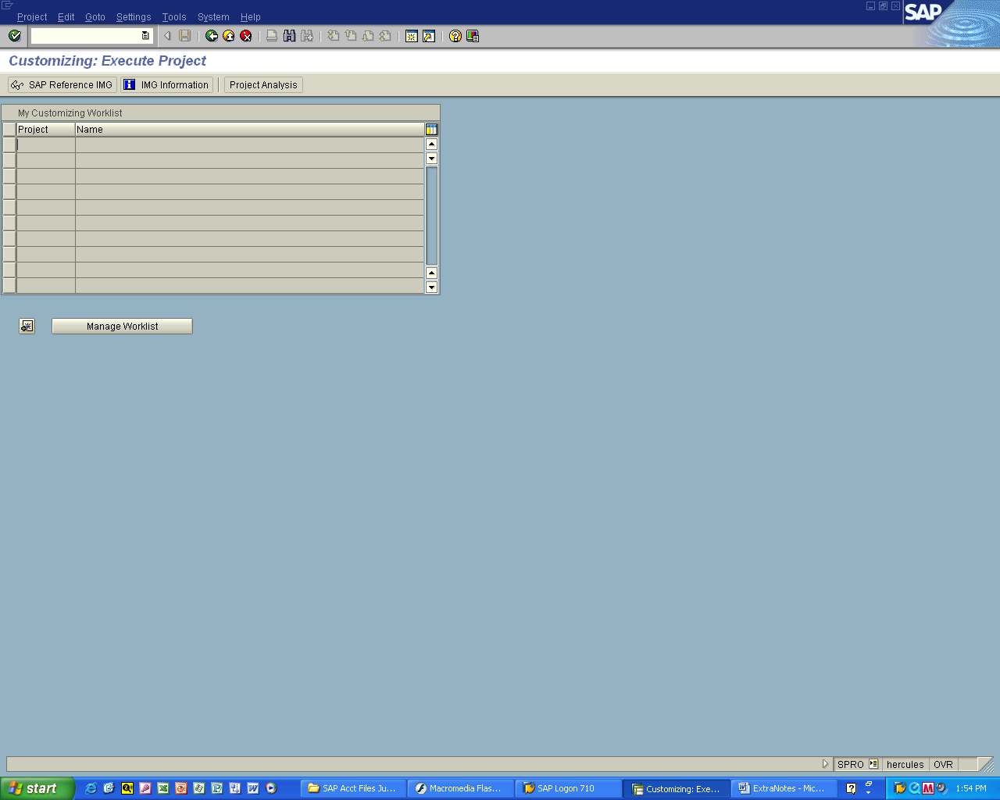 Project Edit Goto Settings Tools System Help
SAP
Customizing: Execute Project
SAP Reference IMG IMG Information Project Analysis
My Customizing Worklist
Project Name
Manage Worklist
SPRO hercules OVR
start SAP Acct Files Ju... Macromedia Flas... SAP Logon 710 Customizing: Exe... ExtraNotes - Mic... 1:54 PM